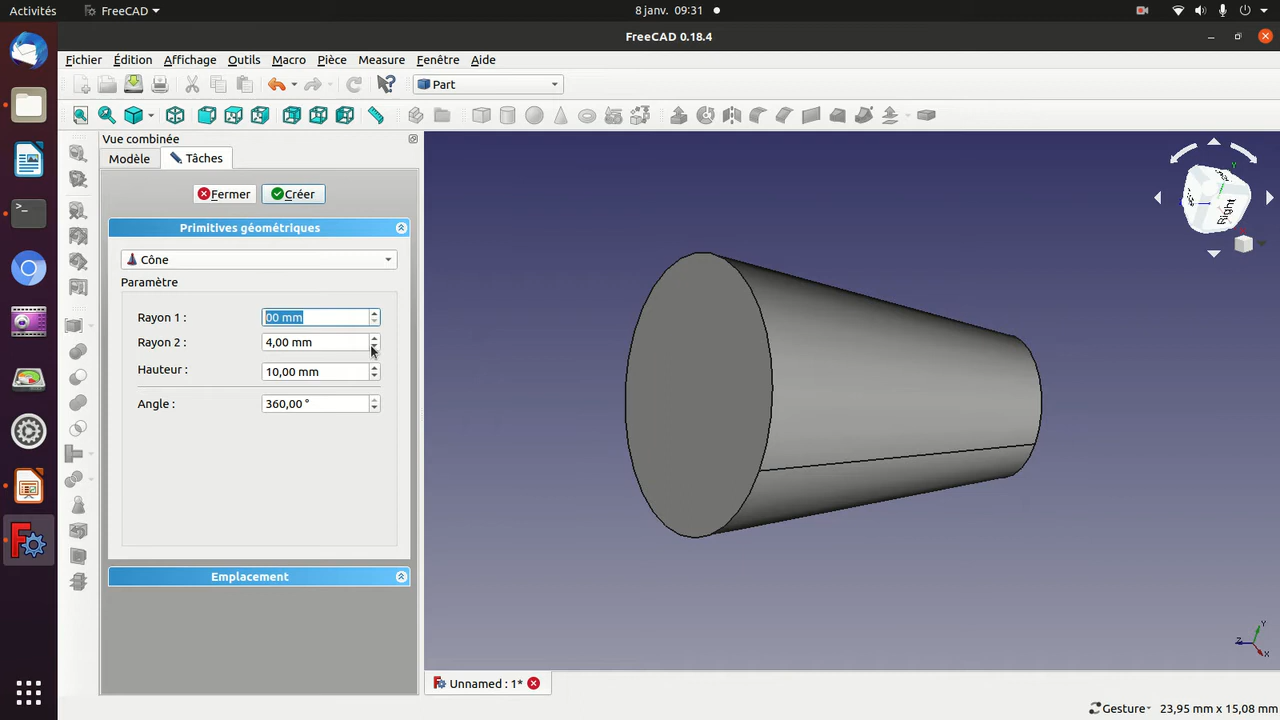 Activités
FreeCAD
8 janv. 09:31
FreeCAD 0.18.4
Fichier
Édition
Affichage
Outils
Macro
Pièce
Mesure
Fenêtre
Aide
Part
Vue combinée
Modèle
Tâches
Fermer
Créer
Primitives géométriques
Cône
Paramètre
Rayon 1 :
00 mm
Rayon 2 :
4,00 mm
Hauteur :
10,00 mm
Angle :
360,00 °
Emplacement
Right
Y
Y
Z
X
Unnamed : 1*
Gesture
23,95 mm x 15,08 mm